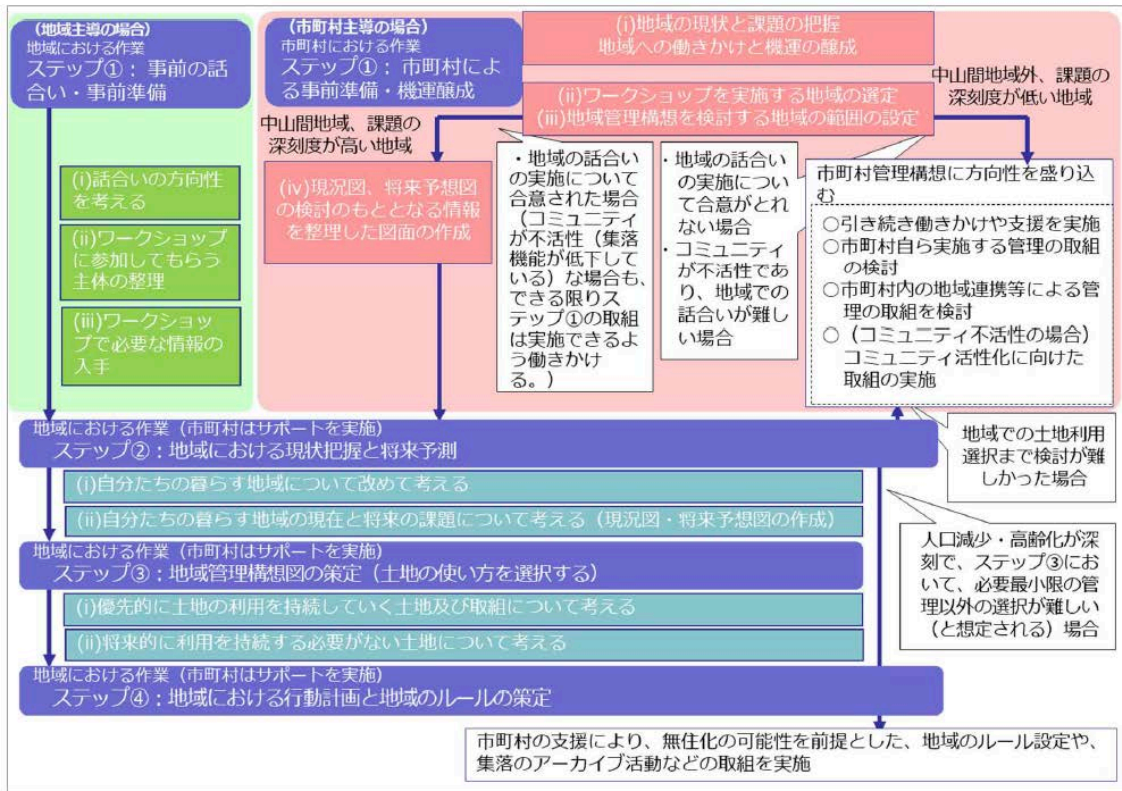 （地域主導の場合）
地域における作業
ステップ①：事前の話
合い・事前準備
(i)話合いの方向性
を考える
(ii)ワークショップ
に参加してもらう
主体の整理
(iii)ワークショッ
プで必要な情報の
入手
（市町村主導の場合）
市町村における作業
ステップ①：市町村によ
る事前準備・機運醸成
(i)地域の現状と課題の把握
地域への働きかけと機運の醸成
(ii)ワークショップを実施する地域の選定
(iii)地域管理構想を検討する地域の範囲の設定
中山間地域外、課題の
深刻度が低い地域
中山間地域、課題の
深刻度が高い地域
(iv)現況図、将来予想図
の検討のもととなる情報
を整理した図面の作成
・地域の話合い
の実施について
合意された場合
（コミュニティ
が不活性（集落
機能が低下して
いる）な場合も、
できる限りス
テップ①の取組
は実施できるよ
う働きかけ
る。）
・地域の話合い
の実施につい
て合意がとれ
ない場合
・コミュニティ
が不活性であ
り、地域での
話合いが難し
い場合
市町村管理構想に方向性を盛り込
む
○引き続き働きかけや支援を実施
○市町村自ら実施する管理の取組
の検討
○市町村内の地域連携等による管
理の取組を検討
○（コミュニティ不活性の場合）
コミュニティ活性化に向けた
取組の実施
地域における作業（市町村はサポートを実施）
ステップ②：地域における現状把握と将来予測
(i)自分たちの暮らす地域について改めて考える
(ii)自分たちの暮らす地域の現在と将来の課題について考える（現況図・将来予想図の作成）
地域における作業（市町村はサポートを実施）
ステップ③：地域管理構想図の策定（土地の使い方を選択する）
(i)優先的に土地の利用を持続していく土地及び取組について考える
(ii)将来的に利用を持続する必要がない土地について考える
地域における作業（市町村はサポートを実施）
ステップ④：地域における行動計画と地域のルールの策定
地域での土地利用
選択まで検討が難
しかった場合
人口減少・高齢化が深
刻で、ステップ③にお
いて、必要最小限の管
理以外の選択が難しい
（と想定される）場合
市町村の支援により、無住化の可能性を前提とした、地域のルール設定や、
集落のアーカイブ活動などの取組を実施